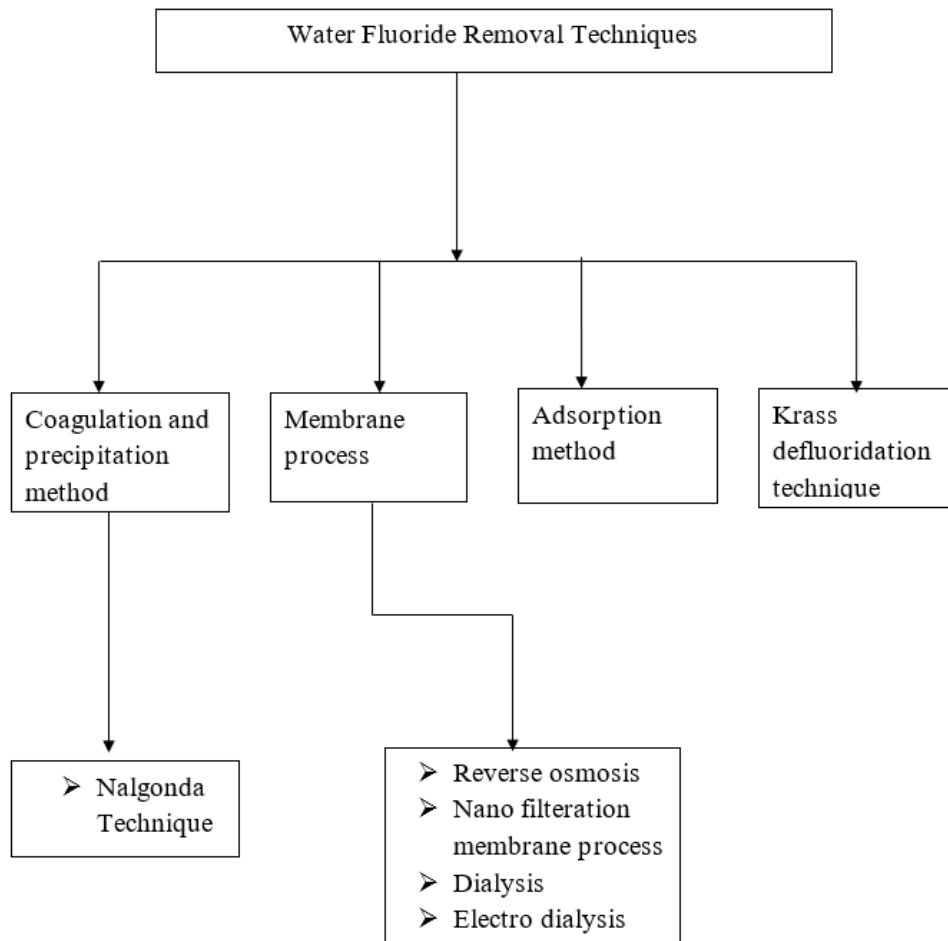 Water Fluoride Removal Techniques
Coagulation and
precipitation
method
Membrane
process
Adsorption
method
Krass
defluoridation
technique
➢ Nalgonda
Technique
➢ Reverse osmosis
➢ Nano filteration
membrane process
➢ Dialysis
➢ Electro dialysis